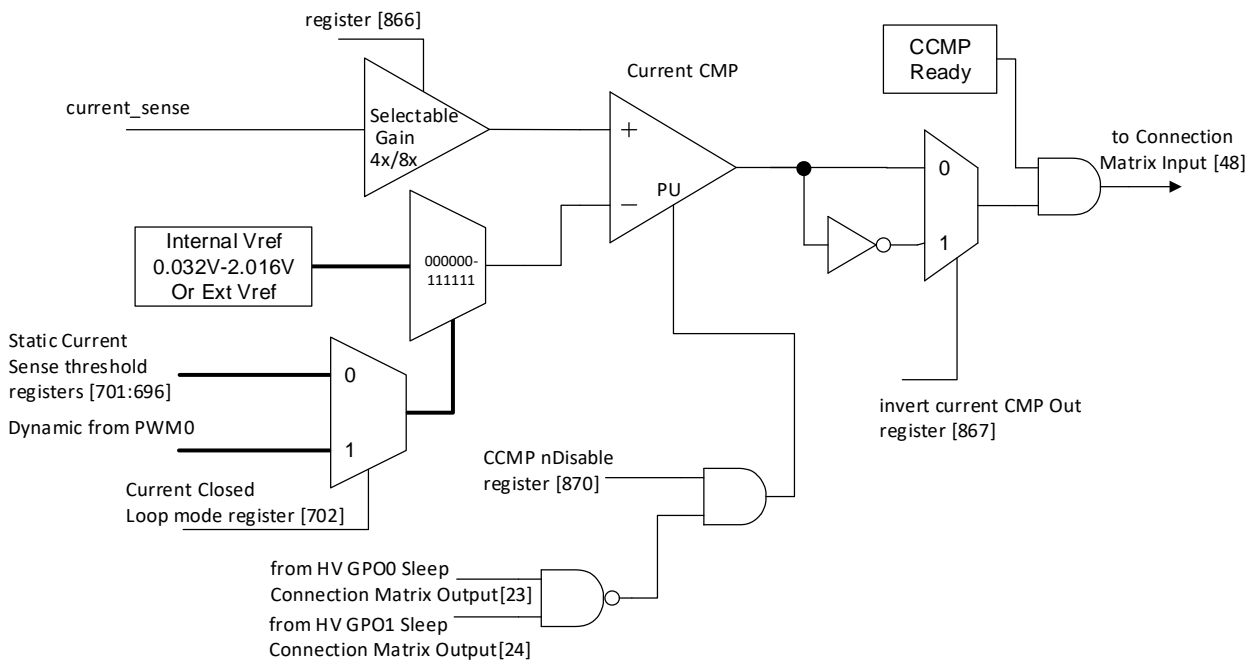 register [866]
CCMP
Ready
Current CMP
current_sense
Selectable
Gain
4x/8x
+
to Connection
Matrix Input [48]
0
PU
−
1
Internal Vref
0.032V-2.016V
Or Ext Vref
000000-
111111
Static Current
Sense threshold
registers [701:696]
0
Dynamic from PWM0
1
invert current CMP Out
register [867]
Current Closed
Loop mode register [702]
CCMP nDisable
register [870]
from HV GPO0 Sleep
Connection Matrix Output[23]
from HV GPO1 Sleep
Connection Matrix Output[24]